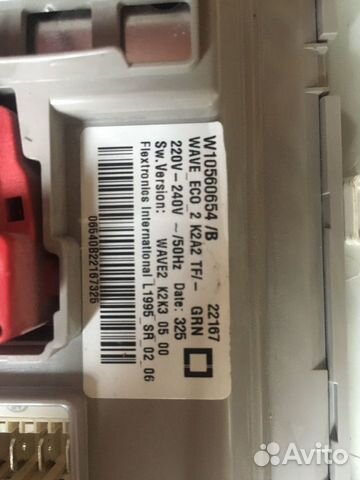 W10560654 /B 22167
WAVE ECO 2 K2A2 TF/- GRN
220V-240V ~/50Hz Date: 325
Sw.Version: WAVE2 K2K3 05 00
Flextronics International L1995 SR 02 06
06540B22167325
Avito